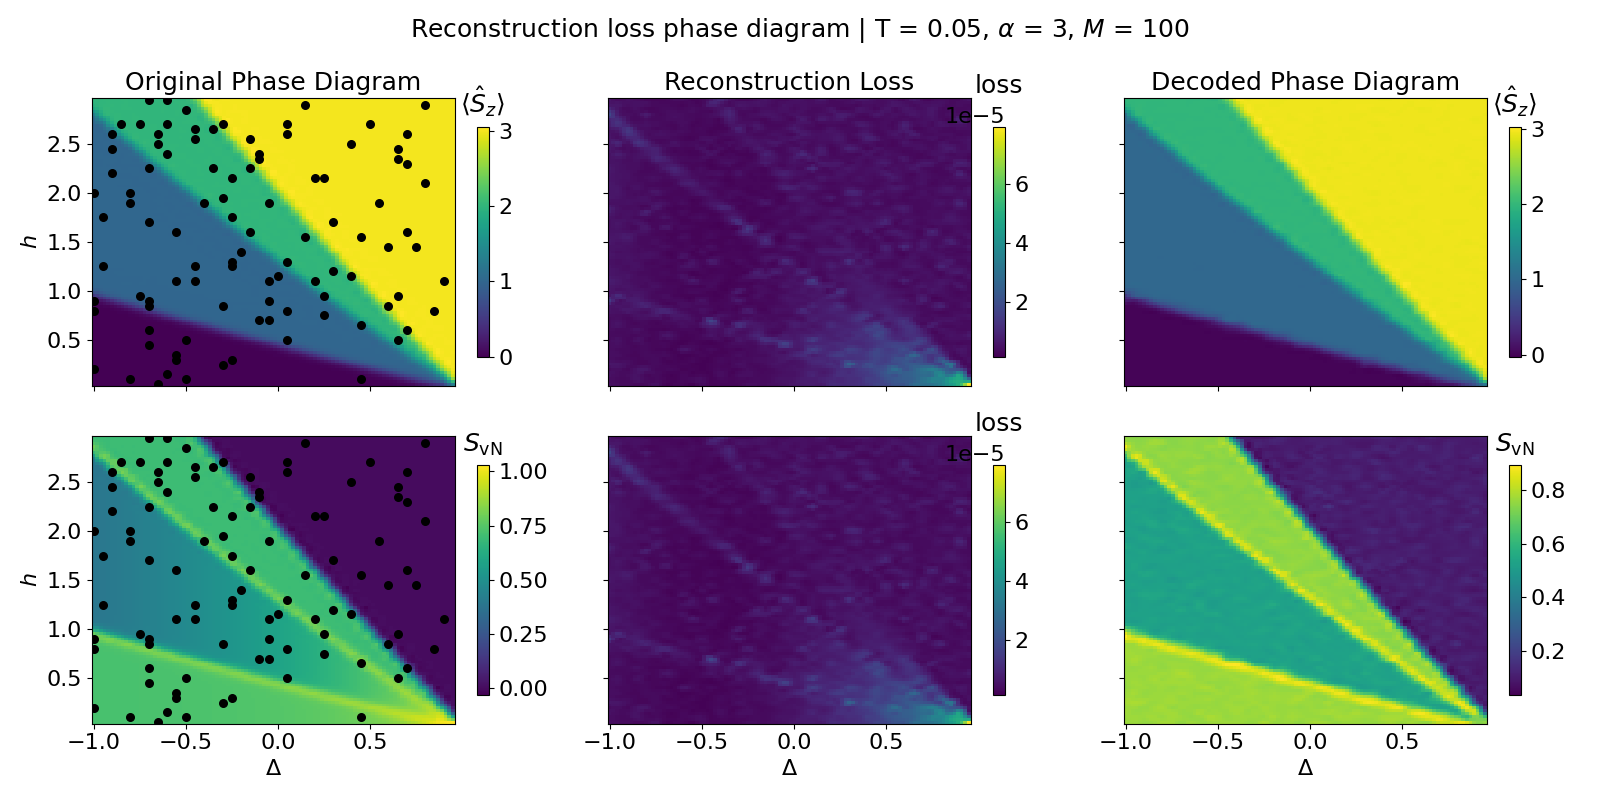 Reconstruction loss phase diagram | T = 0.05, α = 3, M = 100
Original Phase Diagram
⟨Ŝz⟩
Reconstruction Loss
loss
1e−5
Decoded Phase Diagram
⟨Ŝz⟩
h
2.5
2.0
1.5
1.0
0.5
3
2
1
0
6
4
2
3
2
1
0
SvN
loss
1e−5
SvN
h
2.5
2.0
1.5
1.0
0.5
1.00
0.75
0.50
0.25
0.00
6
4
2
0.8
0.6
0.4
0.2
−1.0 −0.5 0.0 0.5
Δ
−1.0 −0.5 0.0 0.5
Δ
−1.0 −0.5 0.0 0.5
Δ